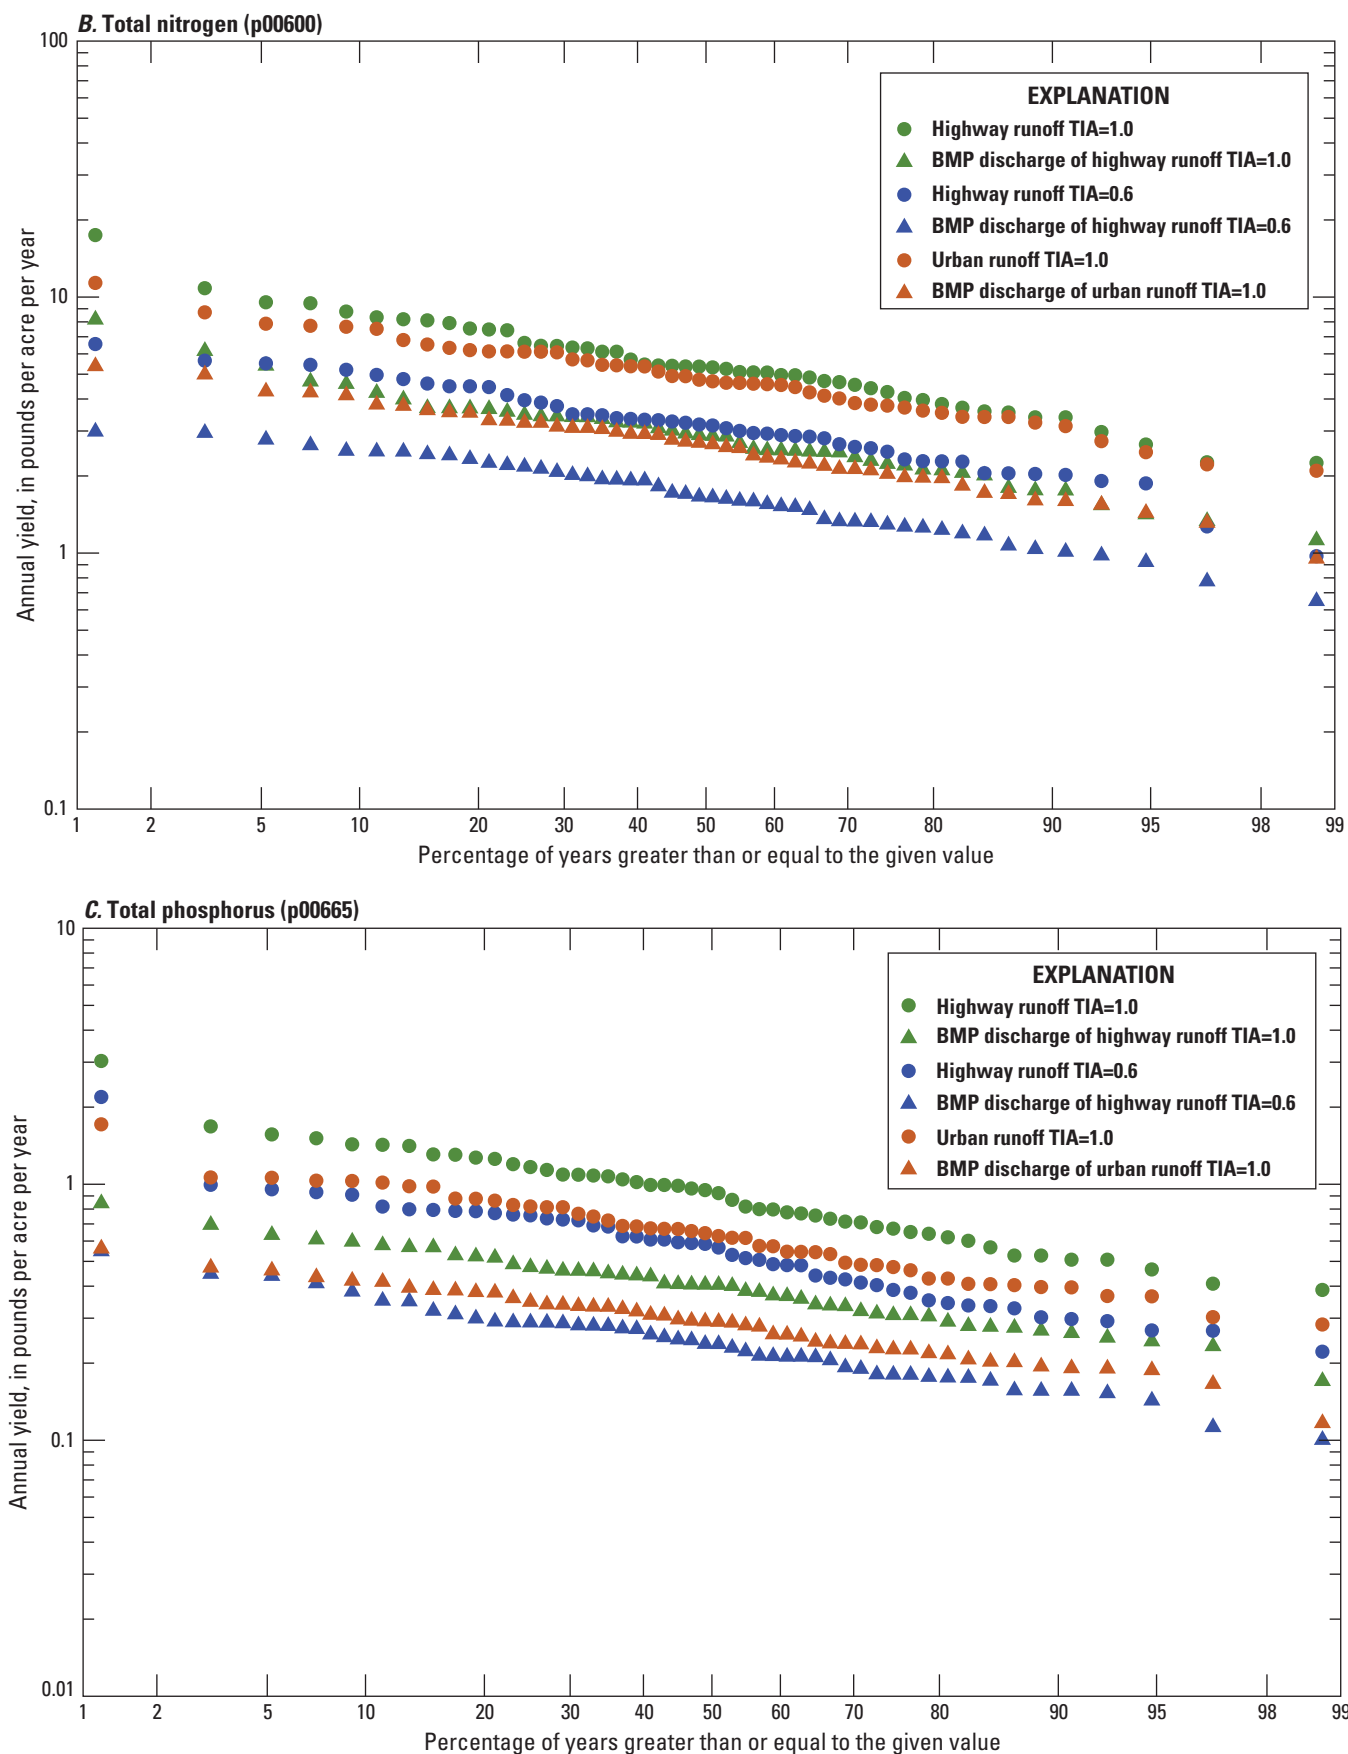 B. Total nitrogen (p00600)
100
10
1
0.1
Annual yield, in pounds per acre per year
EXPLANATION
Highway runoff TIA=1.0
BMP discharge of highway runoff TIA=1.0
Highway runoff TIA=0.6
BMP discharge of highway runoff TIA=0.6
Urban runoff TIA=1.0
BMP discharge of urban runoff TIA=1.0
1 2 5 10 20 30 40 50 60 70 80 90 95 98 99
Percentage of years greater than or equal to the given value
C. Total phosphorus (p00665)
10
1
0.1
0.01
Annual yield, in pounds per acre per year
EXPLANATION
Highway runoff TIA=1.0
BMP discharge of highway runoff TIA=1.0
Highway runoff TIA=0.6
BMP discharge of highway runoff TIA=0.6
Urban runoff TIA=1.0
BMP discharge of urban runoff TIA=1.0
1 2 5 10 20 30 40 50 60 70 80 90 95 98 99
Percentage of years greater than or equal to the given value